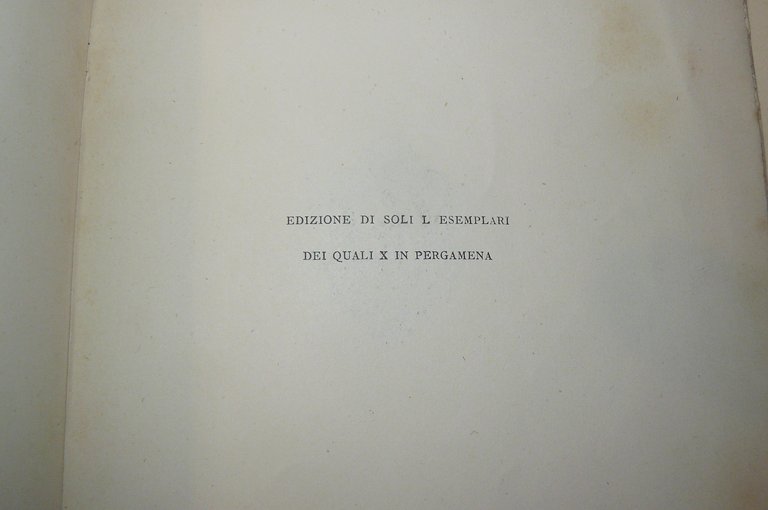 EDIZIONE DI SOLI L ESEMPLARI
DEI QUALI X IN PERGAMENA